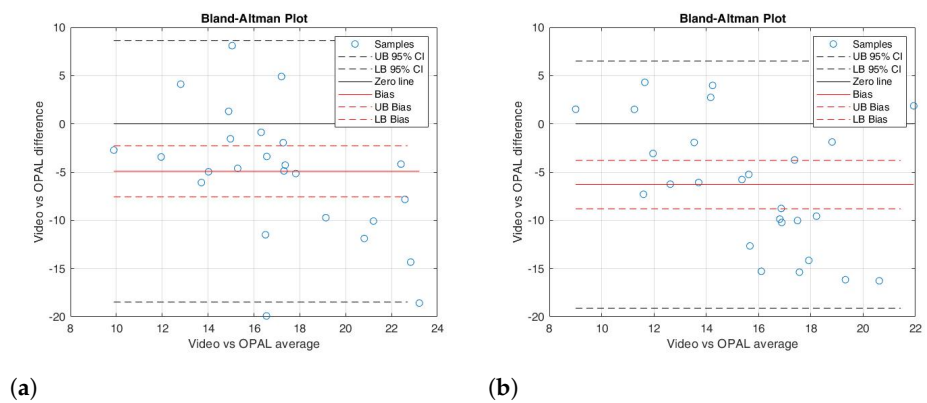 Bland-Altman Plot
Video vs OPAL difference
10
5
0
-5
-10
-15
-20
8 10 12 14 16 18 20 22 24
Video vs OPAL average
Samples
UB 95% CI
LB 95% CI
Zero line
Bias
UB Bias
LB Bias
(a)
Bland-Altman Plot
Video vs OPAL difference
10
5
0
-5
-10
-15
-20
8 10 12 14 16 18 20 22
Video vs OPAL average
Samples
UB 95% CI
LB 95% CI
Zero line
Bias
UB Bias
LB Bias
(b)